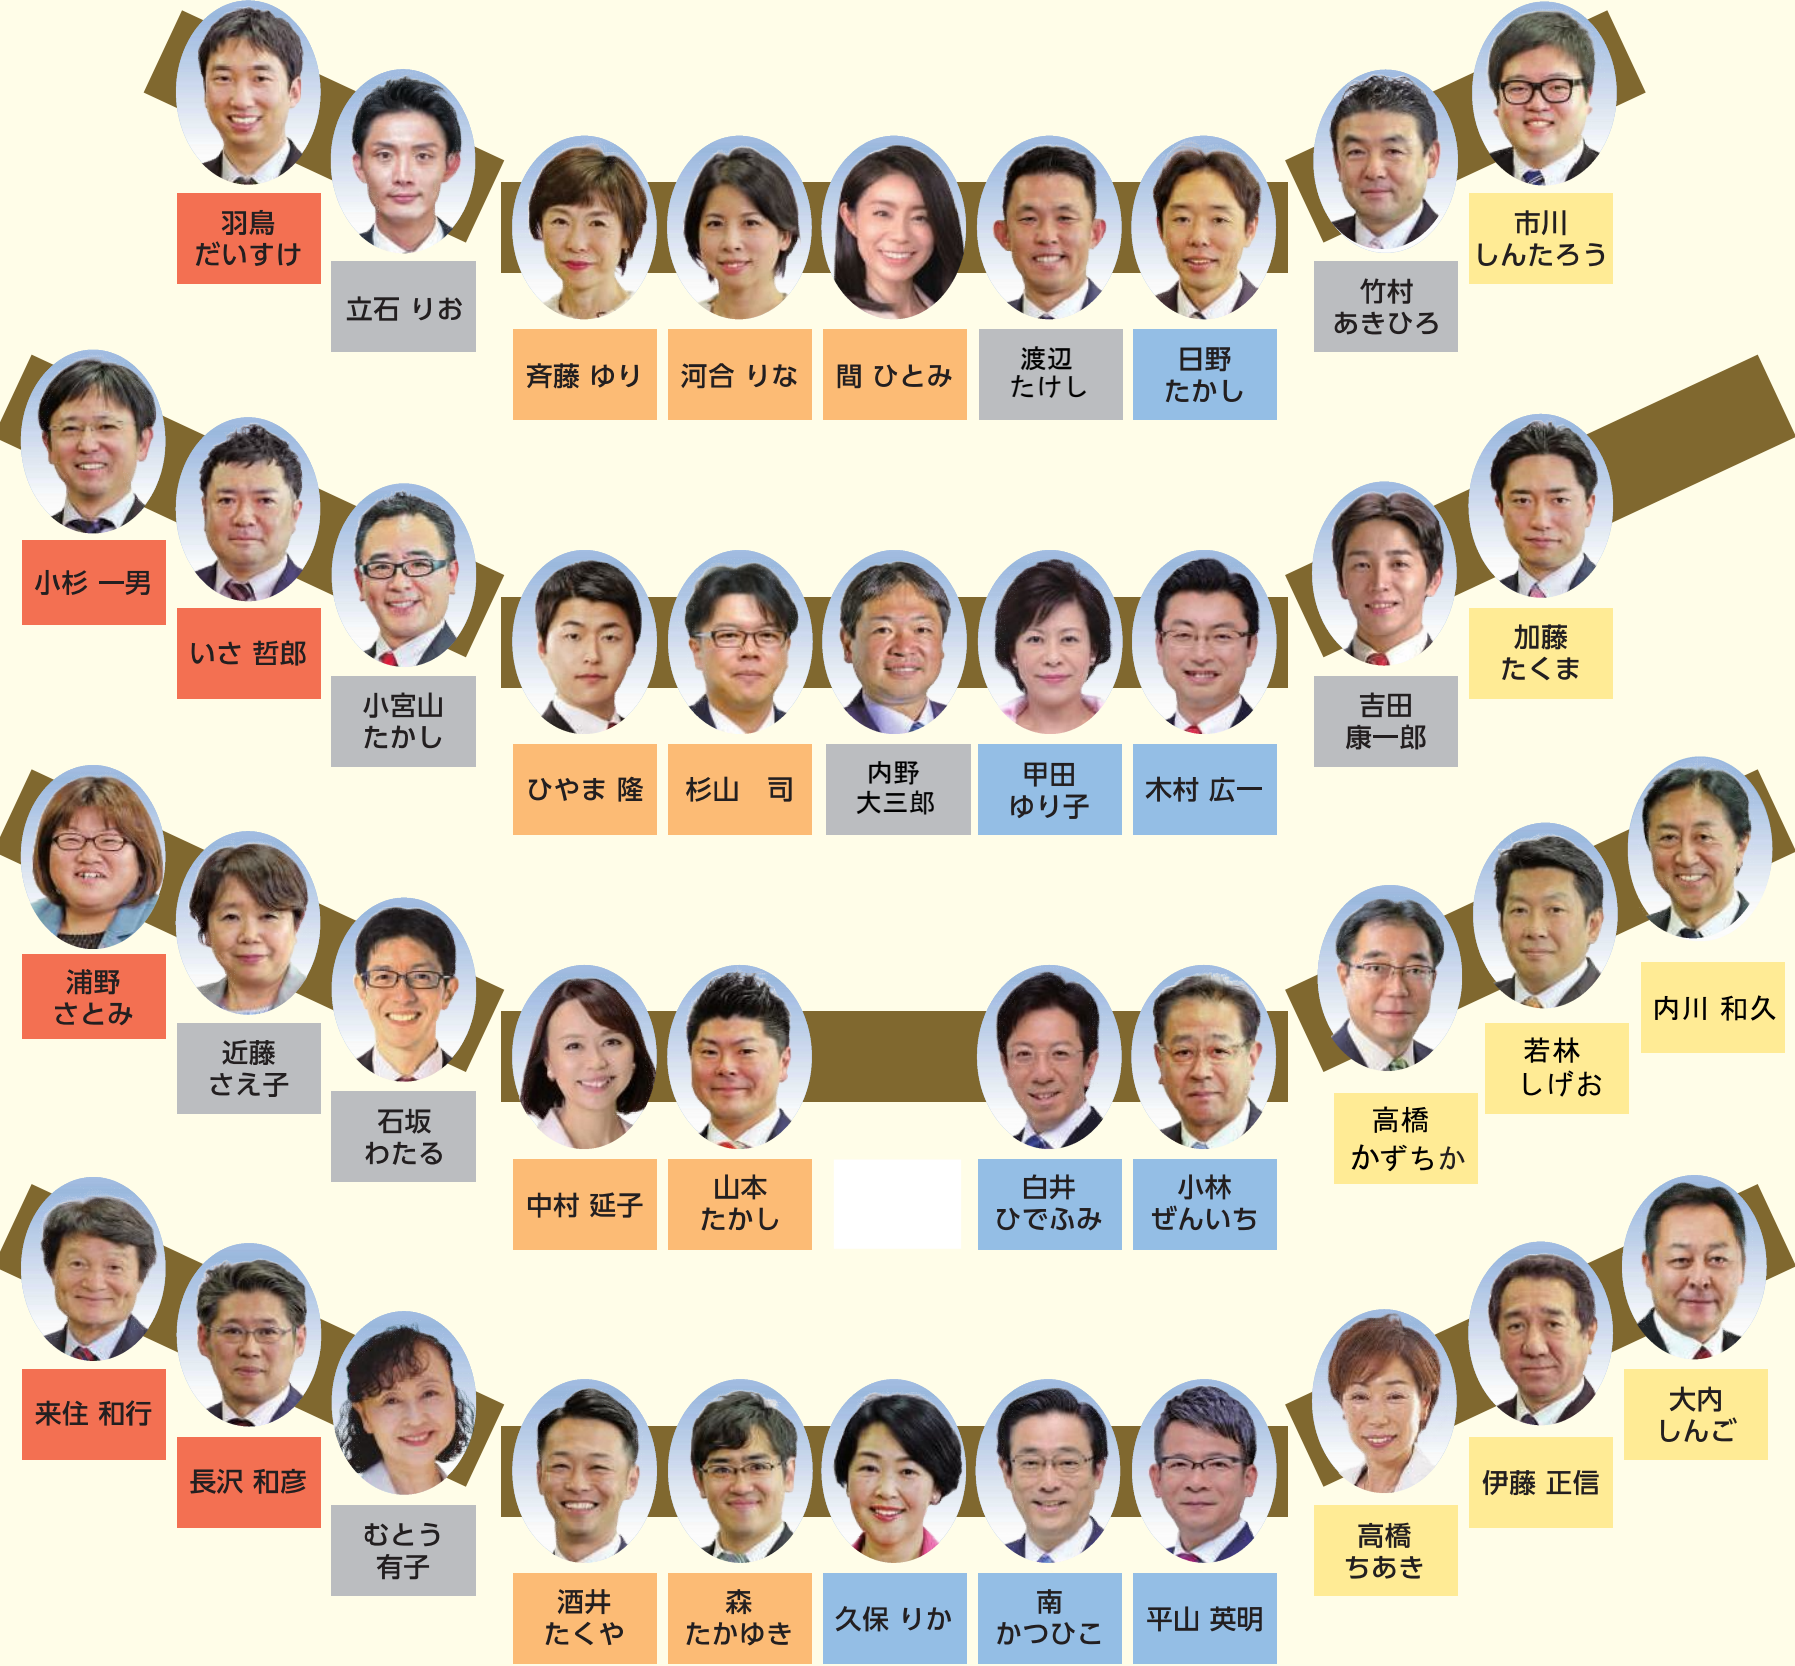 羽鳥
だいすけ
立石 りお
斉藤 ゆり
河合 りな
間 ひとみ
渡辺
たけし
日野
たかし
竹村
あきひろ
市川
しんたろう
小杉 一男
いさ 哲郎
小宮山
たかし
ひやま 隆
杉山 司
内野
大三郎
甲田
ゆり子
木村 広一
吉田
康一郎
加藤
たくま
浦野
さとみ
近藤
さえ子
石坂
わたる
中村 延子
山本
たかし
白井
ひでふみ
小林
ぜんいち
高橋
かずちか
若林
しげお
内川 和久
来住 和行
長沢 和彦
むとう
有子
酒井
たくや
森
たかゆき
久保 りか
南
かつひこ
平山 英明
高橋
ちあき
伊藤 正信
大内
しんご